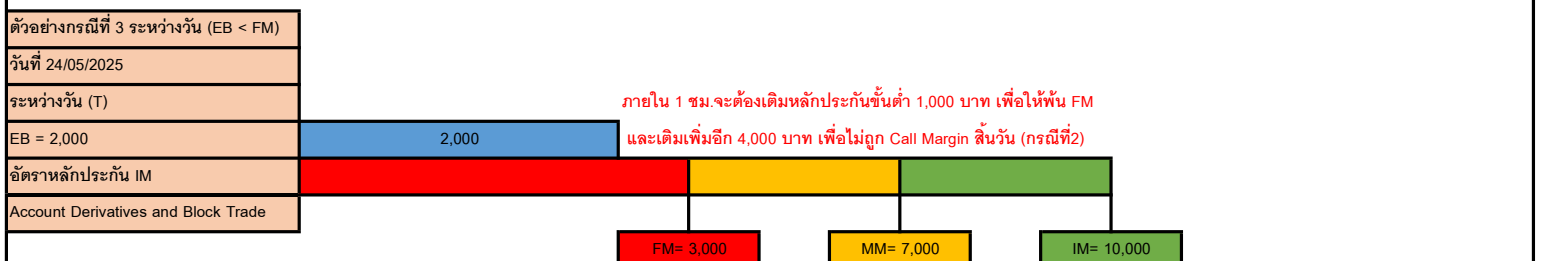 ตัวอย่างกรณีที่ 3 ระหว่างวัน (EB < FM)
วันที่ 24/05/2025
ระหว่างวัน (T)
ภายใน 1 ชม.จะต้องเติมหลักประกันขั้นต่ำ 1,000 บาท เพื่อให้พ้น FM
EB = 2,000
2,000
และเติมเพิ่มอีก 4,000 บาท เพื่อไม่ถูก Call Margin สิ้นวัน (กรณีที่2)
อัตราหลักประกัน IM
Account Derivatives and Block Trade
FM= 3,000
MM= 7,000
IM= 10,000